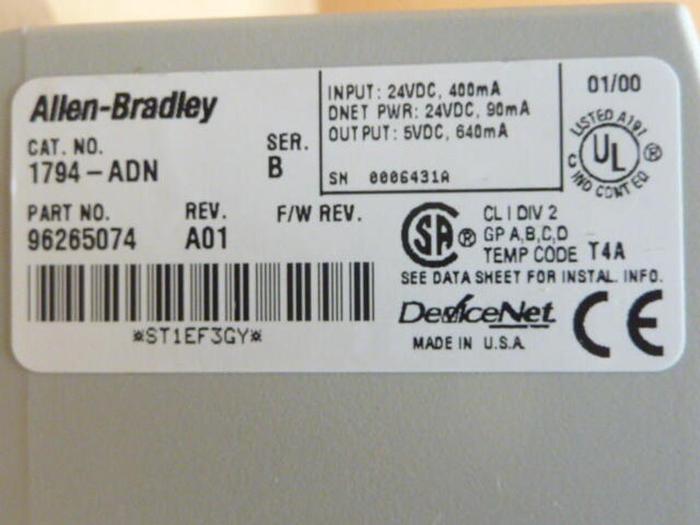 Allen-Bradley
CAT. NO.
1794-ADN
SER.
B
INPUT: 24VDC, 400mA
DNET PWR: 24VDC, 90mA
OUTPUT: 5VDC, 640mA
SN 0006431A
01/00
LISTED A197
C UL ®
IND CONT EQ
PART NO.
96265074
REV.
A01
F/W REV.
SA ®
CL I DIV 2
GP A,B,C,D
TEMP CODE T4A
SEE DATA SHEET FOR INSTAL. INFO.
*ST1EF3GY*
DeviceNet
MADE IN U.S.A.
CE